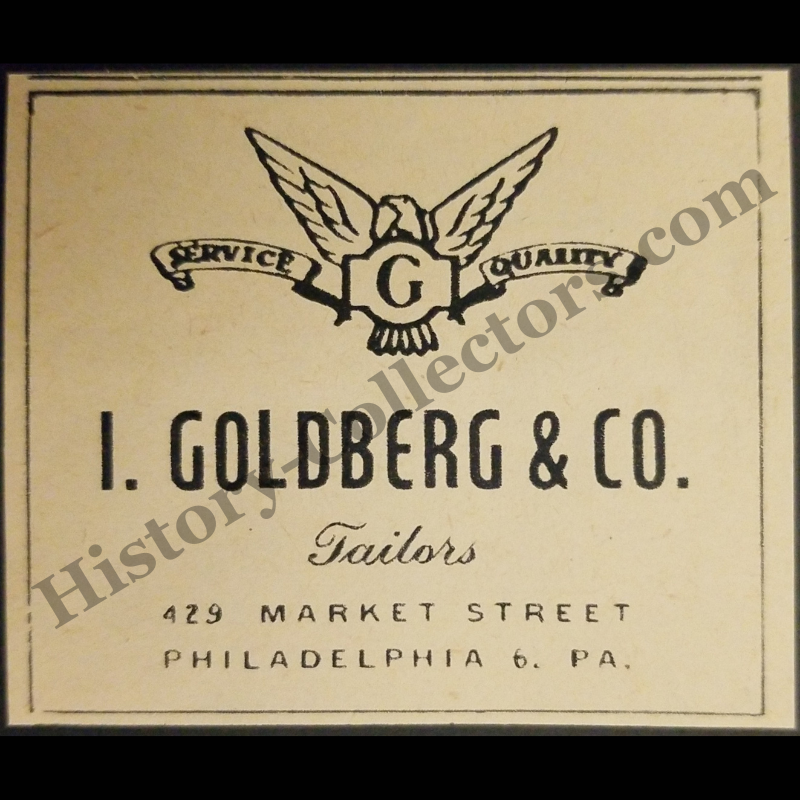 SERVICE G QUALITY
I. GOLDBERG & CO.
Tailors
429 MARKET STREET
PHILADELPHIA 6. PA.
History-Collectors.com